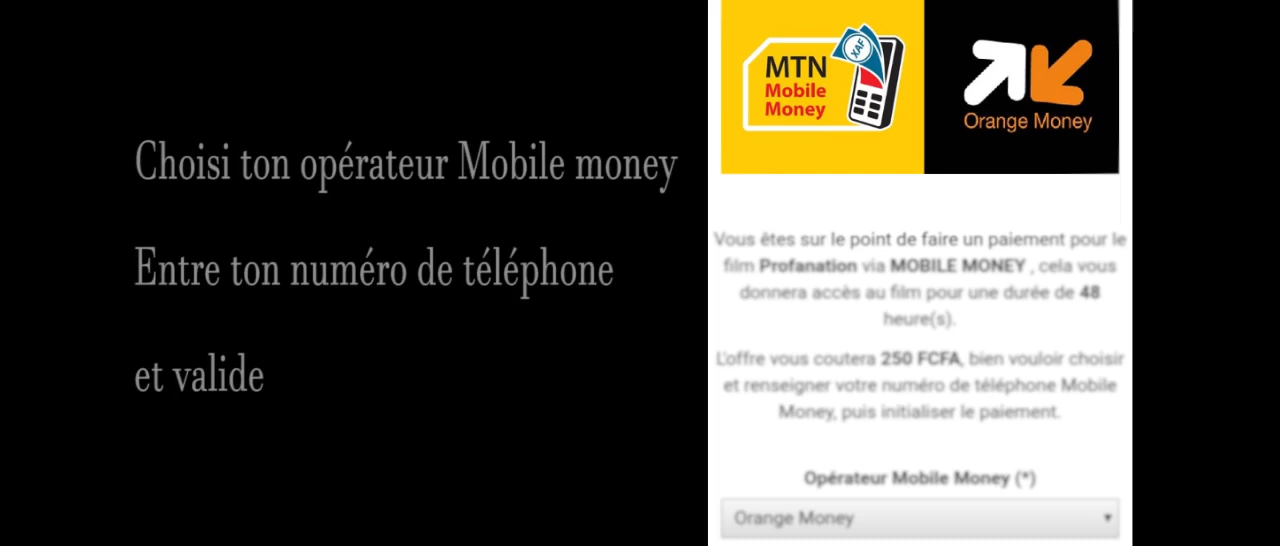 Choisi ton opérateur Mobile money
Entre ton numéro de téléphone
et valide
MTN
Mobile
Money
XAF
Orange Money
Vous êtes sur le point de faire un paiement pour le
film Profanation via MOBILE MONEY , cela vous
donnera accès au film pour une durée de 48
heure(s).
L'offre vous coutera 250 FCFA, bien vouloir choisir
et renseigner votre numéro de téléphone Mobile
Money, puis initialiser le paiement.
Opérateur Mobile Money (*)
Orange Money